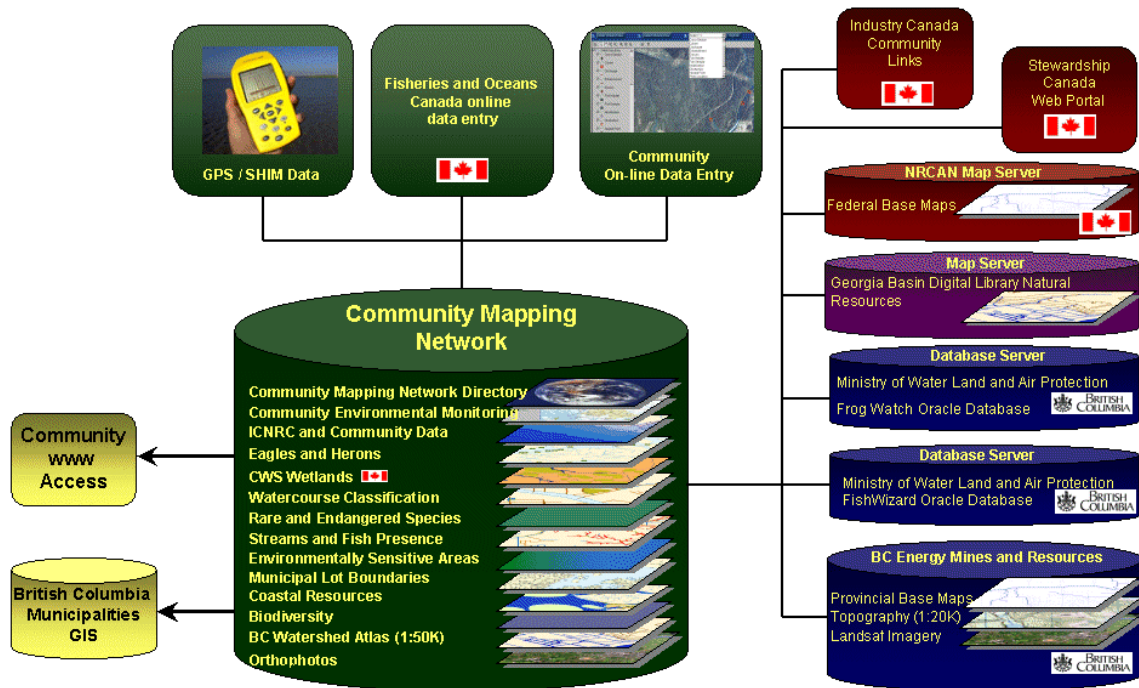 GPS / SHIM Data
Fisheries and Oceans
Canada online
data entry
Community
On-line Data Entry
Industry Canada
Community
Links
Stewardship
Canada
Web Portal
NRCAN Map Server
Federal Base Maps
Map Server
Georgia Basin Digital Library Natural
Resources
Database Server
Ministry of Water Land and Air Protection
Frog Watch Oracle Database
BRITISH
COLUMBIA
Database Server
Ministry of Water Land and Air Protection
FishWizard Oracle Database
BRITISH
COLUMBIA
BC Energy Mines and Resources
Provincial Base Maps
Topography (1:20K)
Landsat Imagery
BRITISH
COLUMBIA
Community Mapping
Network
Community Mapping Network Directory
Community Environmental Monitoring
ICNRC and Community Data
Eagles and Herons
CWS Wetlands
Watercourse Classification
Rare and Endangered Species
Streams and Fish Presence
Environmentally Sensitive Areas
Municipal Lot Boundaries
Coastal Resources
Biodiversity
BC Watershed Atlas (1:50K)
Orthophotos
Community
www
Access
British Columbia
Municipalities
GIS